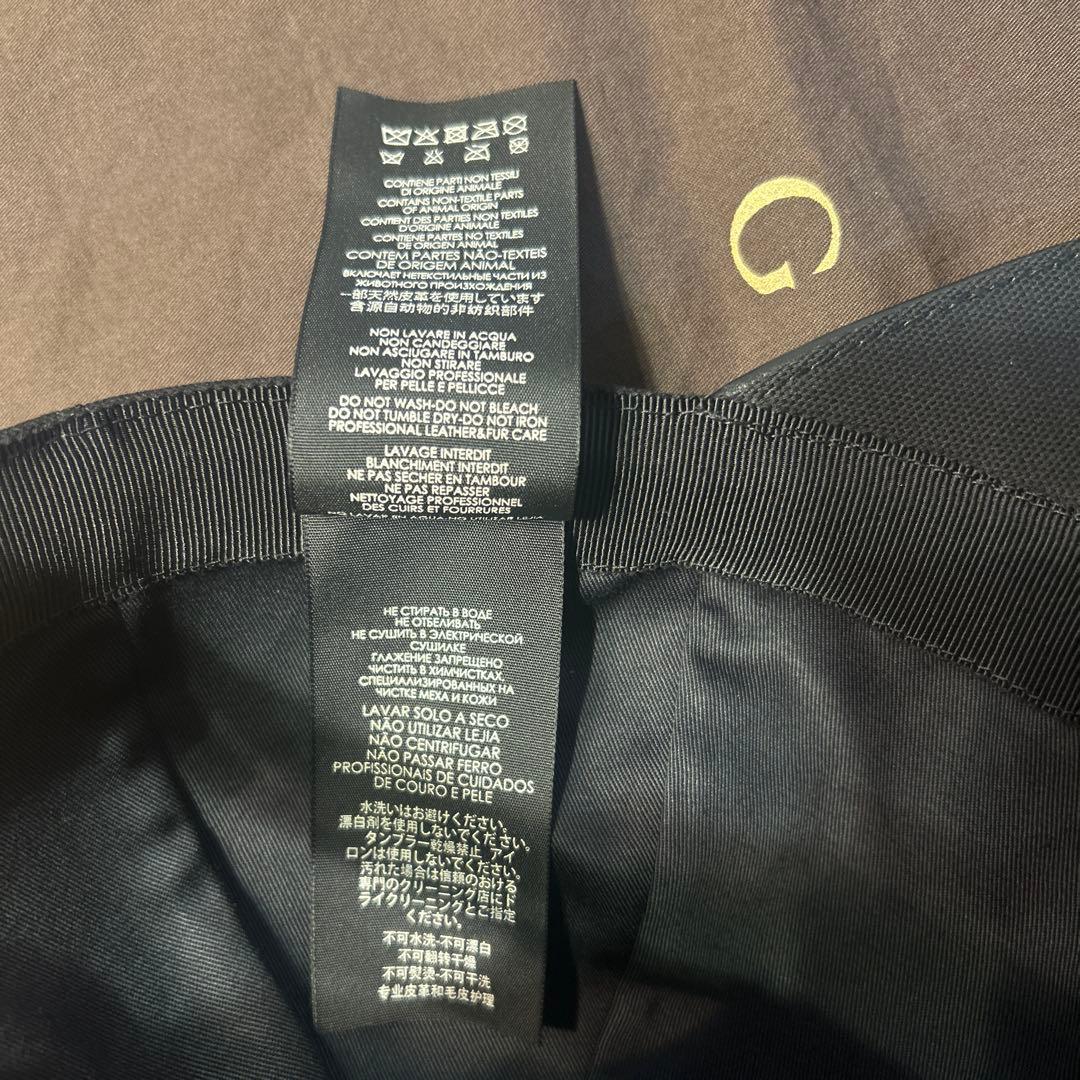 CONTIENE PARTI NON TESSILI
DI ORIGINE ANIMALE
CONTAINS NON-TEXTILE PARTS
OF ANIMAL ORIGIN
CONTIENT DES PARTIES NON TEXTILES
D'ORIGINE ANIMALE
CONTIENE PARTES NO TEXTILES
DE ORIGEN ANIMAL
CONTEM PARTES NÃO-TEXTEIS
DE ORIGEM ANIMAL
ВКЛЮЧАЕТ НЕТЕКСТИЛЬНЫЕ ЧАСТИ ИЗ
ЖИВОТНОГО ПРОИЗХОЖДЕНИЯ
一部天然皮革を使用しています
含源自动物的非纺织部件
NON LAVARE IN ACQUA
NON CANDEGGIARE
NON ASCIUGARE IN TAMBURO
NON STIRARE
LAVAGGIO PROFESSIONALE
PER PELLE E PELLICCE
DO NOT WASH-DO NOT BLEACH
DO NOT TUMBLE DRY-DO NOT IRON
PROFESSIONAL LEATHER&FUR CARE
LAVAGE INTERDIT
BLANCHIMENT INTERDIT
NE PAS SECHER EN TAMBOUR
NE PAS REPASSER
NETTOYAGE PROFESSIONNEL
DES CUIRS ET FOURRURES
НЕ СТИРАТЬ В ВОДЕ
НЕ ОТБЕЛИВАТЬ
НЕ СУШИТЬ В ЭЛЕКТРИЧЕСКОЙ
СУШИЛКЕ
ГЛАЖЕНИЕ ЗАПРЕЩЕНО
ЧИСТИТЬ В ХИМЧИСТКАХ,
СПЕЦИАЛИЗИРОВАННЫХ НА
ЧИСТКЕ МЕХА И КОЖИ
LAVAR SOLO A SECO
NÃO UTILIZAR LEJIA
NÃO CENTRIFUGAR
NÃO PASSAR FERRO
PROFISSIONAIS DE CUIDADOS
DE COURO E PELE
水洗いはお避けください。
漂白剤を使用しないでください。
タンブラー乾燥禁止 アイ
ロンは使用しないでください。
汚れた場合は信頼のおける
専門のクリーニング店にド
ライクリーニングとご指定
ください。
不可水洗-不可漂白
不可翻转干燥
不可熨烫-不可干洗
专业皮革和毛皮护理
G